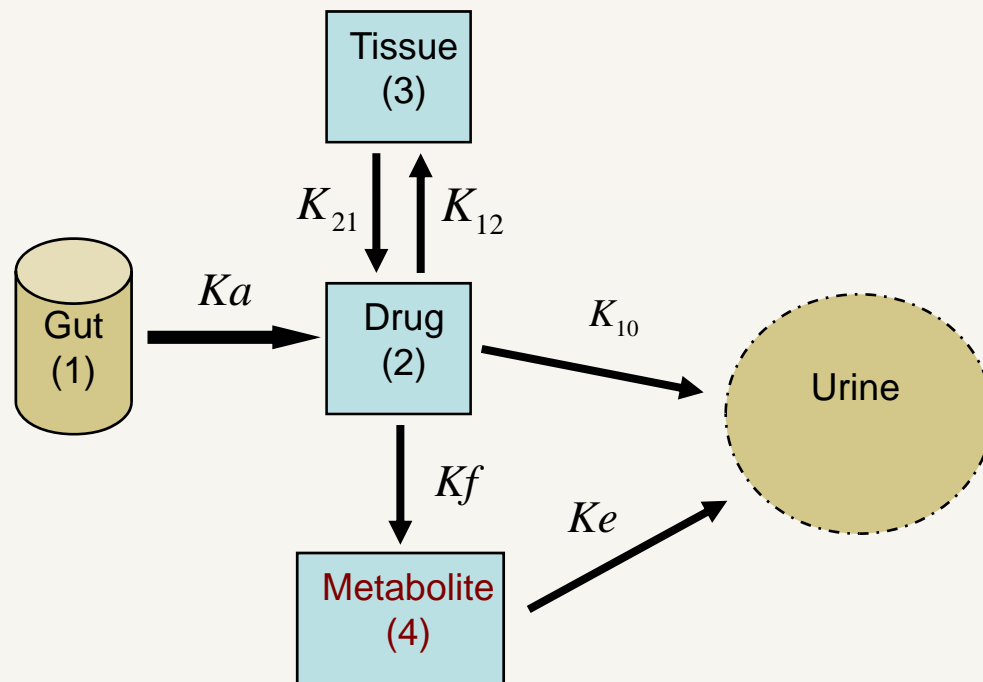 Tissue
(3)
K21
K12
Gut
(1)
Ka
Drug
(2)
K10
Urine
Kf
Ke
Metabolite
(4)